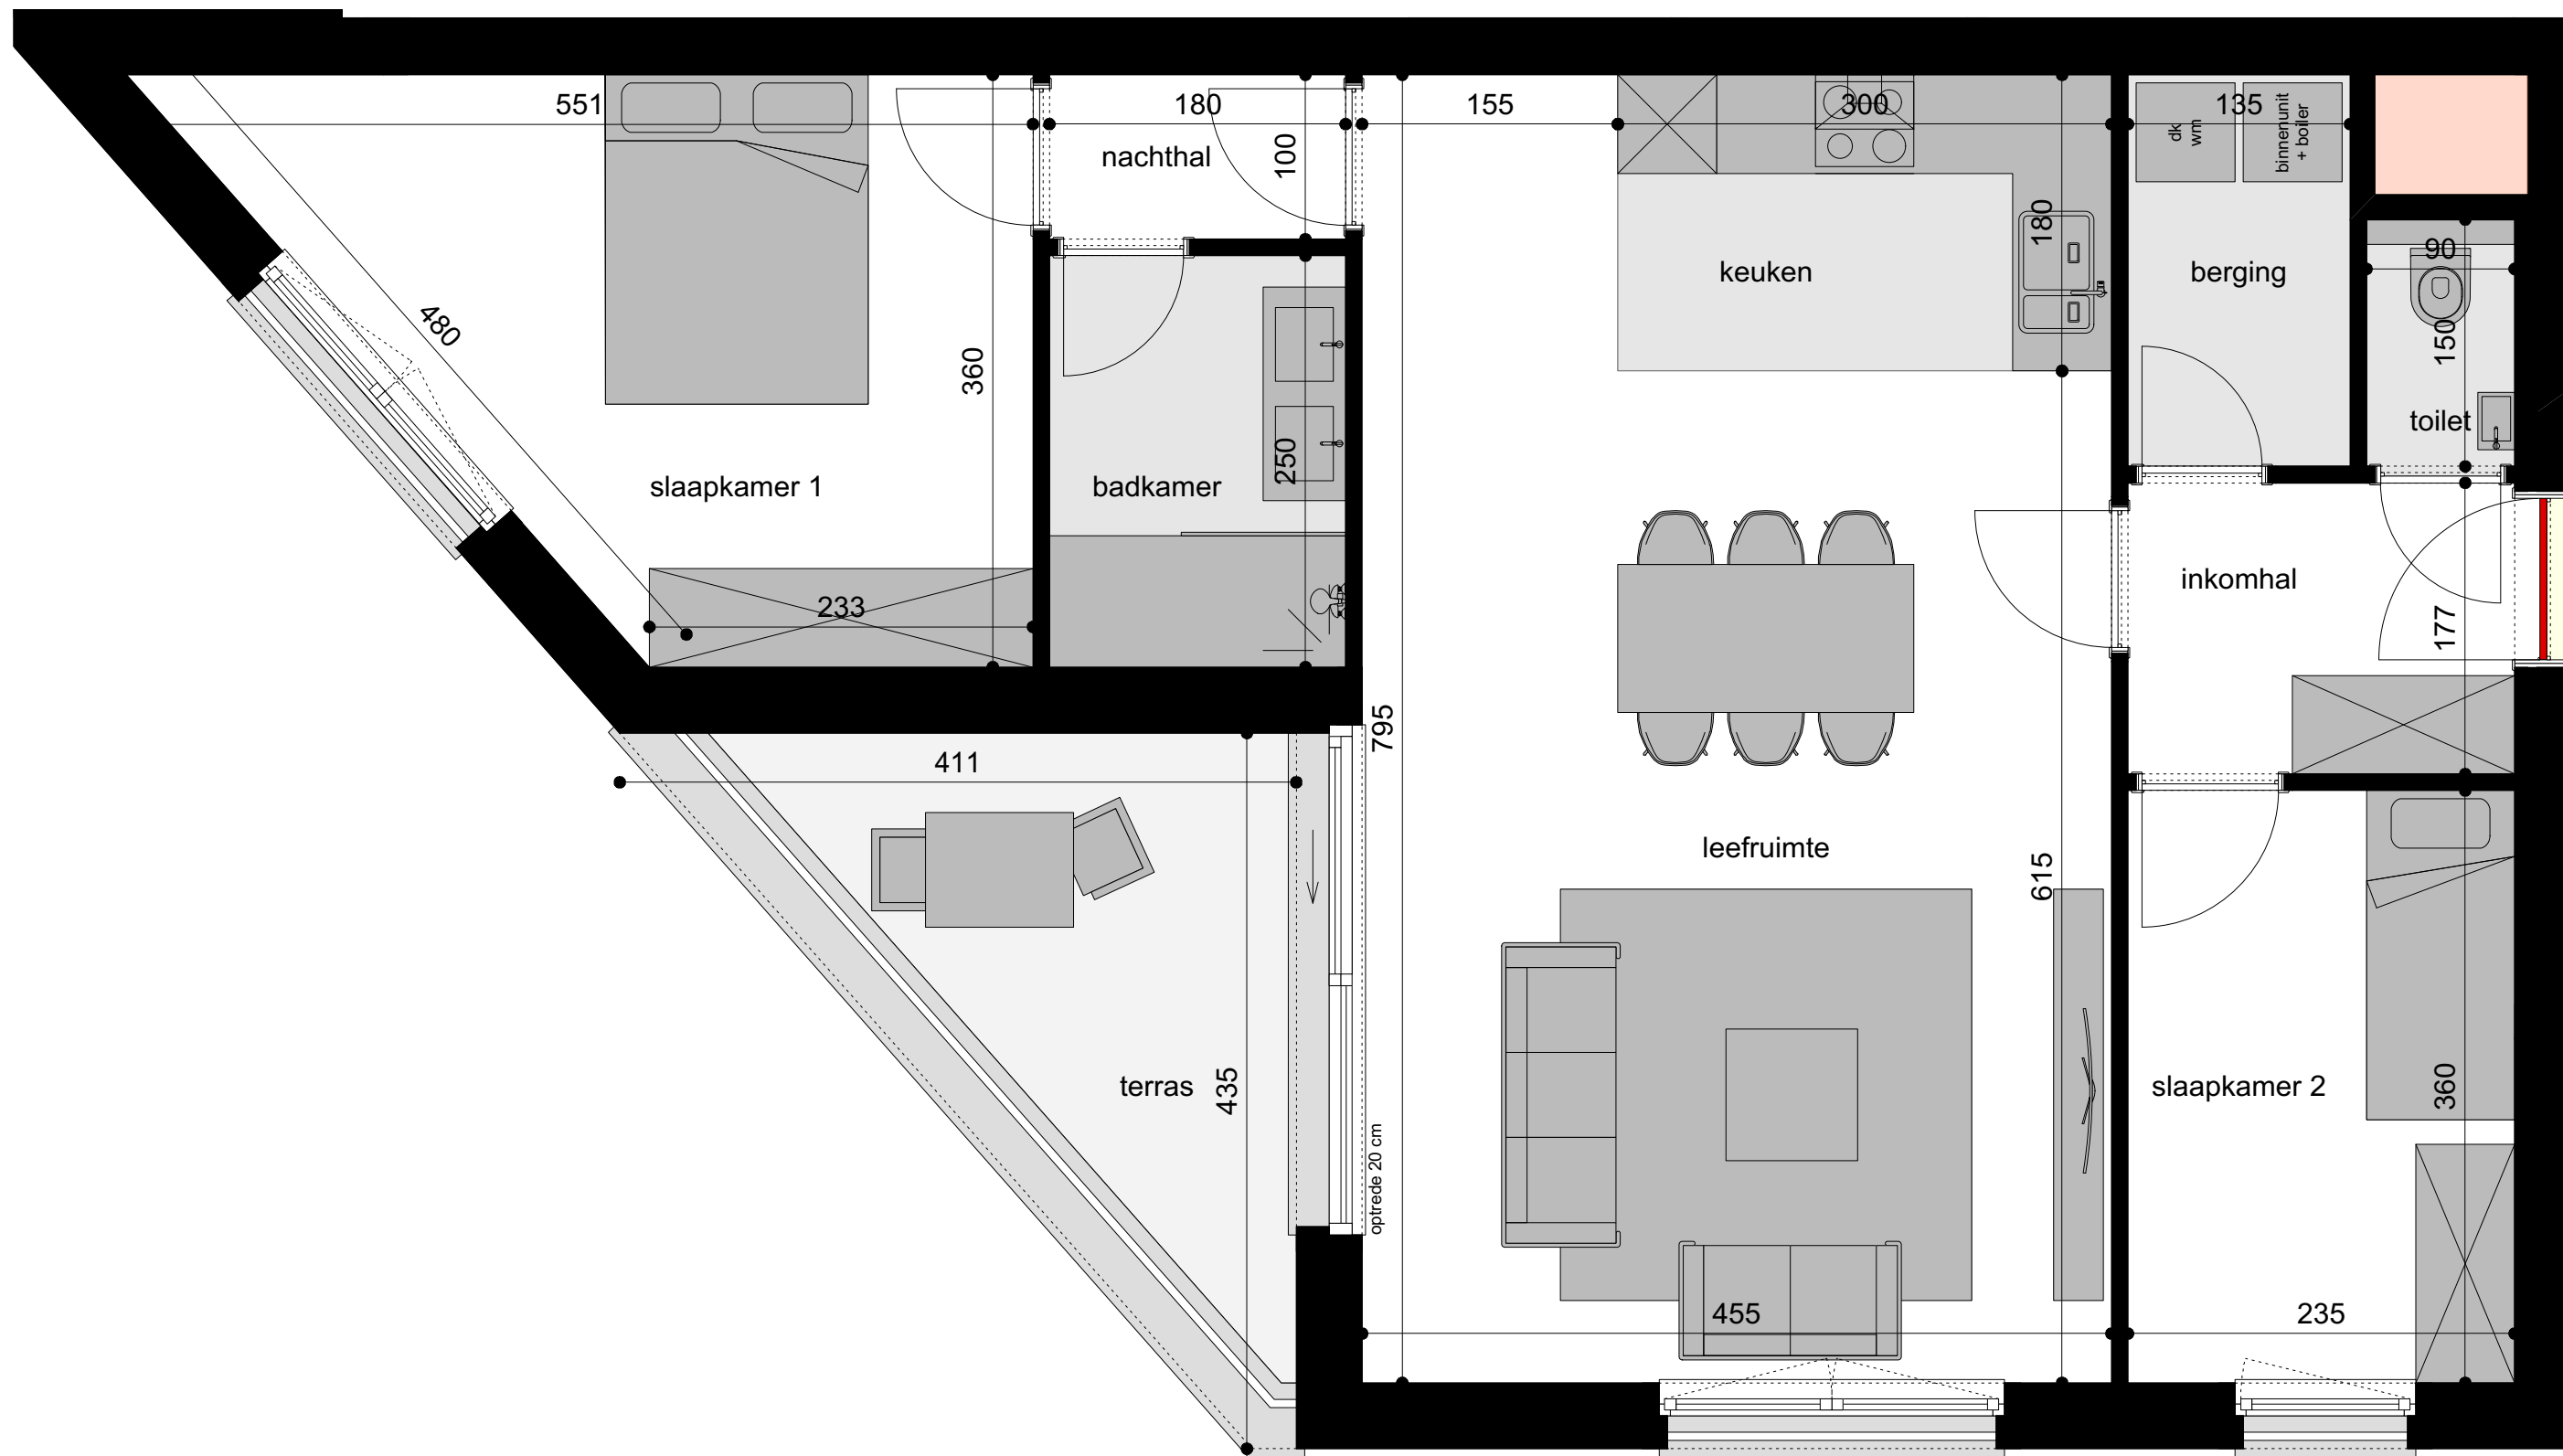 551
180
155
300
135
dk
wm
binnenunit
+ boiler
nachthal
100
480
360
180
keuken
berging
90
150
toilet
slaapkamer 1
badkamer
250
233
inkomhal
177
411
795
leefruimte
615
terras
435
optrede 20 cm
slaapkamer 2
360
455
235